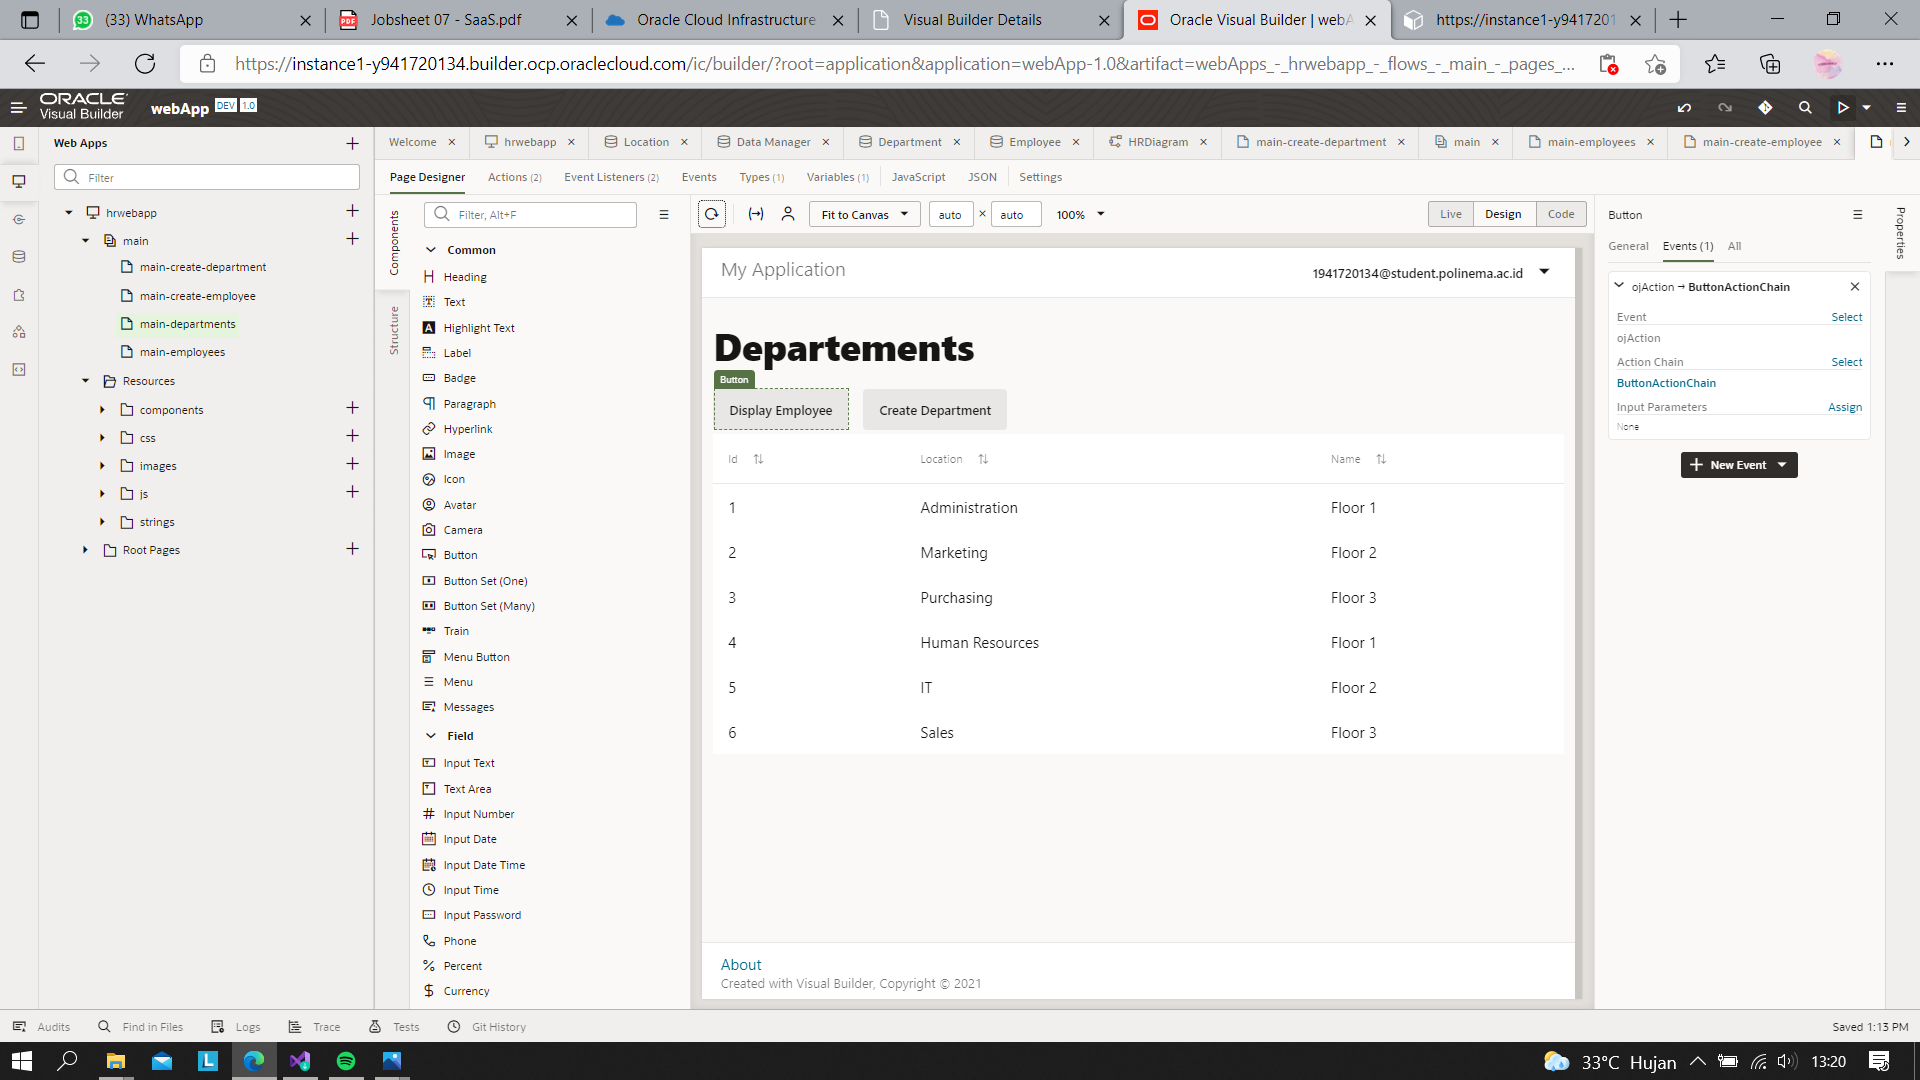 (33) WhatsApp
Jobsheet 07 - SaaS.pdf
Oracle Cloud Infrastructure
Visual Builder Details
Oracle Visual Builder | webA
https://instance1-y9417201
https://instance1-y941720134.builder.ocp.oraclecloud.com/ic/builder/?root=application&application=webApp-1.0&artifact=webApps_-_hrwebapp_-_flows_-_main_-_pages_...
ORACLE
Visual Builder
webApp DEV 1.0
Web Apps
Filter
hrwebapp
main
main-create-department
main-create-employee
main-departments
main-employees
Resources
components
css
images
js
strings
Root Pages
Welcome
hrwebapp
Location
Data Manager
Department
Employee
HRDiagram
main-create-department
main
main-employees
main-create-employee
Page Designer
Actions (2)
Event Listeners (2)
Events
Types (1)
Variables (1)
JavaScript
JSON
Settings
Components
Structure
Filter, Alt+F
Common
Heading
Text
Highlight Text
Label
Badge
Paragraph
Hyperlink
Image
Icon
Avatar
Camera
Button
Button Set (One)
Button Set (Many)
Train
Menu Button
Menu
Messages
Field
Input Text
Text Area
Input Number
Input Date
Input Date Time
Input Time
Input Password
Phone
Percent
Currency
Fit to Canvas
auto × auto
100%
Live Design Code
My Application
1941720134@student.polinema.ac.id
Departements
Button
Display Employee
Create Department
Id Location Name
1 Administration Floor 1
2 Marketing Floor 2
3 Purchasing Floor 3
4 Human Resources Floor 1
5 IT Floor 2
6 Sales Floor 3
About
Created with Visual Builder, Copyright © 2021
Button
General Events (1) All
ojAction → ButtonActionChain
Event Select
ojAction
Action Chain Select
ButtonActionChain
Input Parameters Assign
None
New Event
Properties
Audits
Find in Files
Logs
Trace
Tests
Git History
Saved 1:13 PM
33°C Hujan
13:20